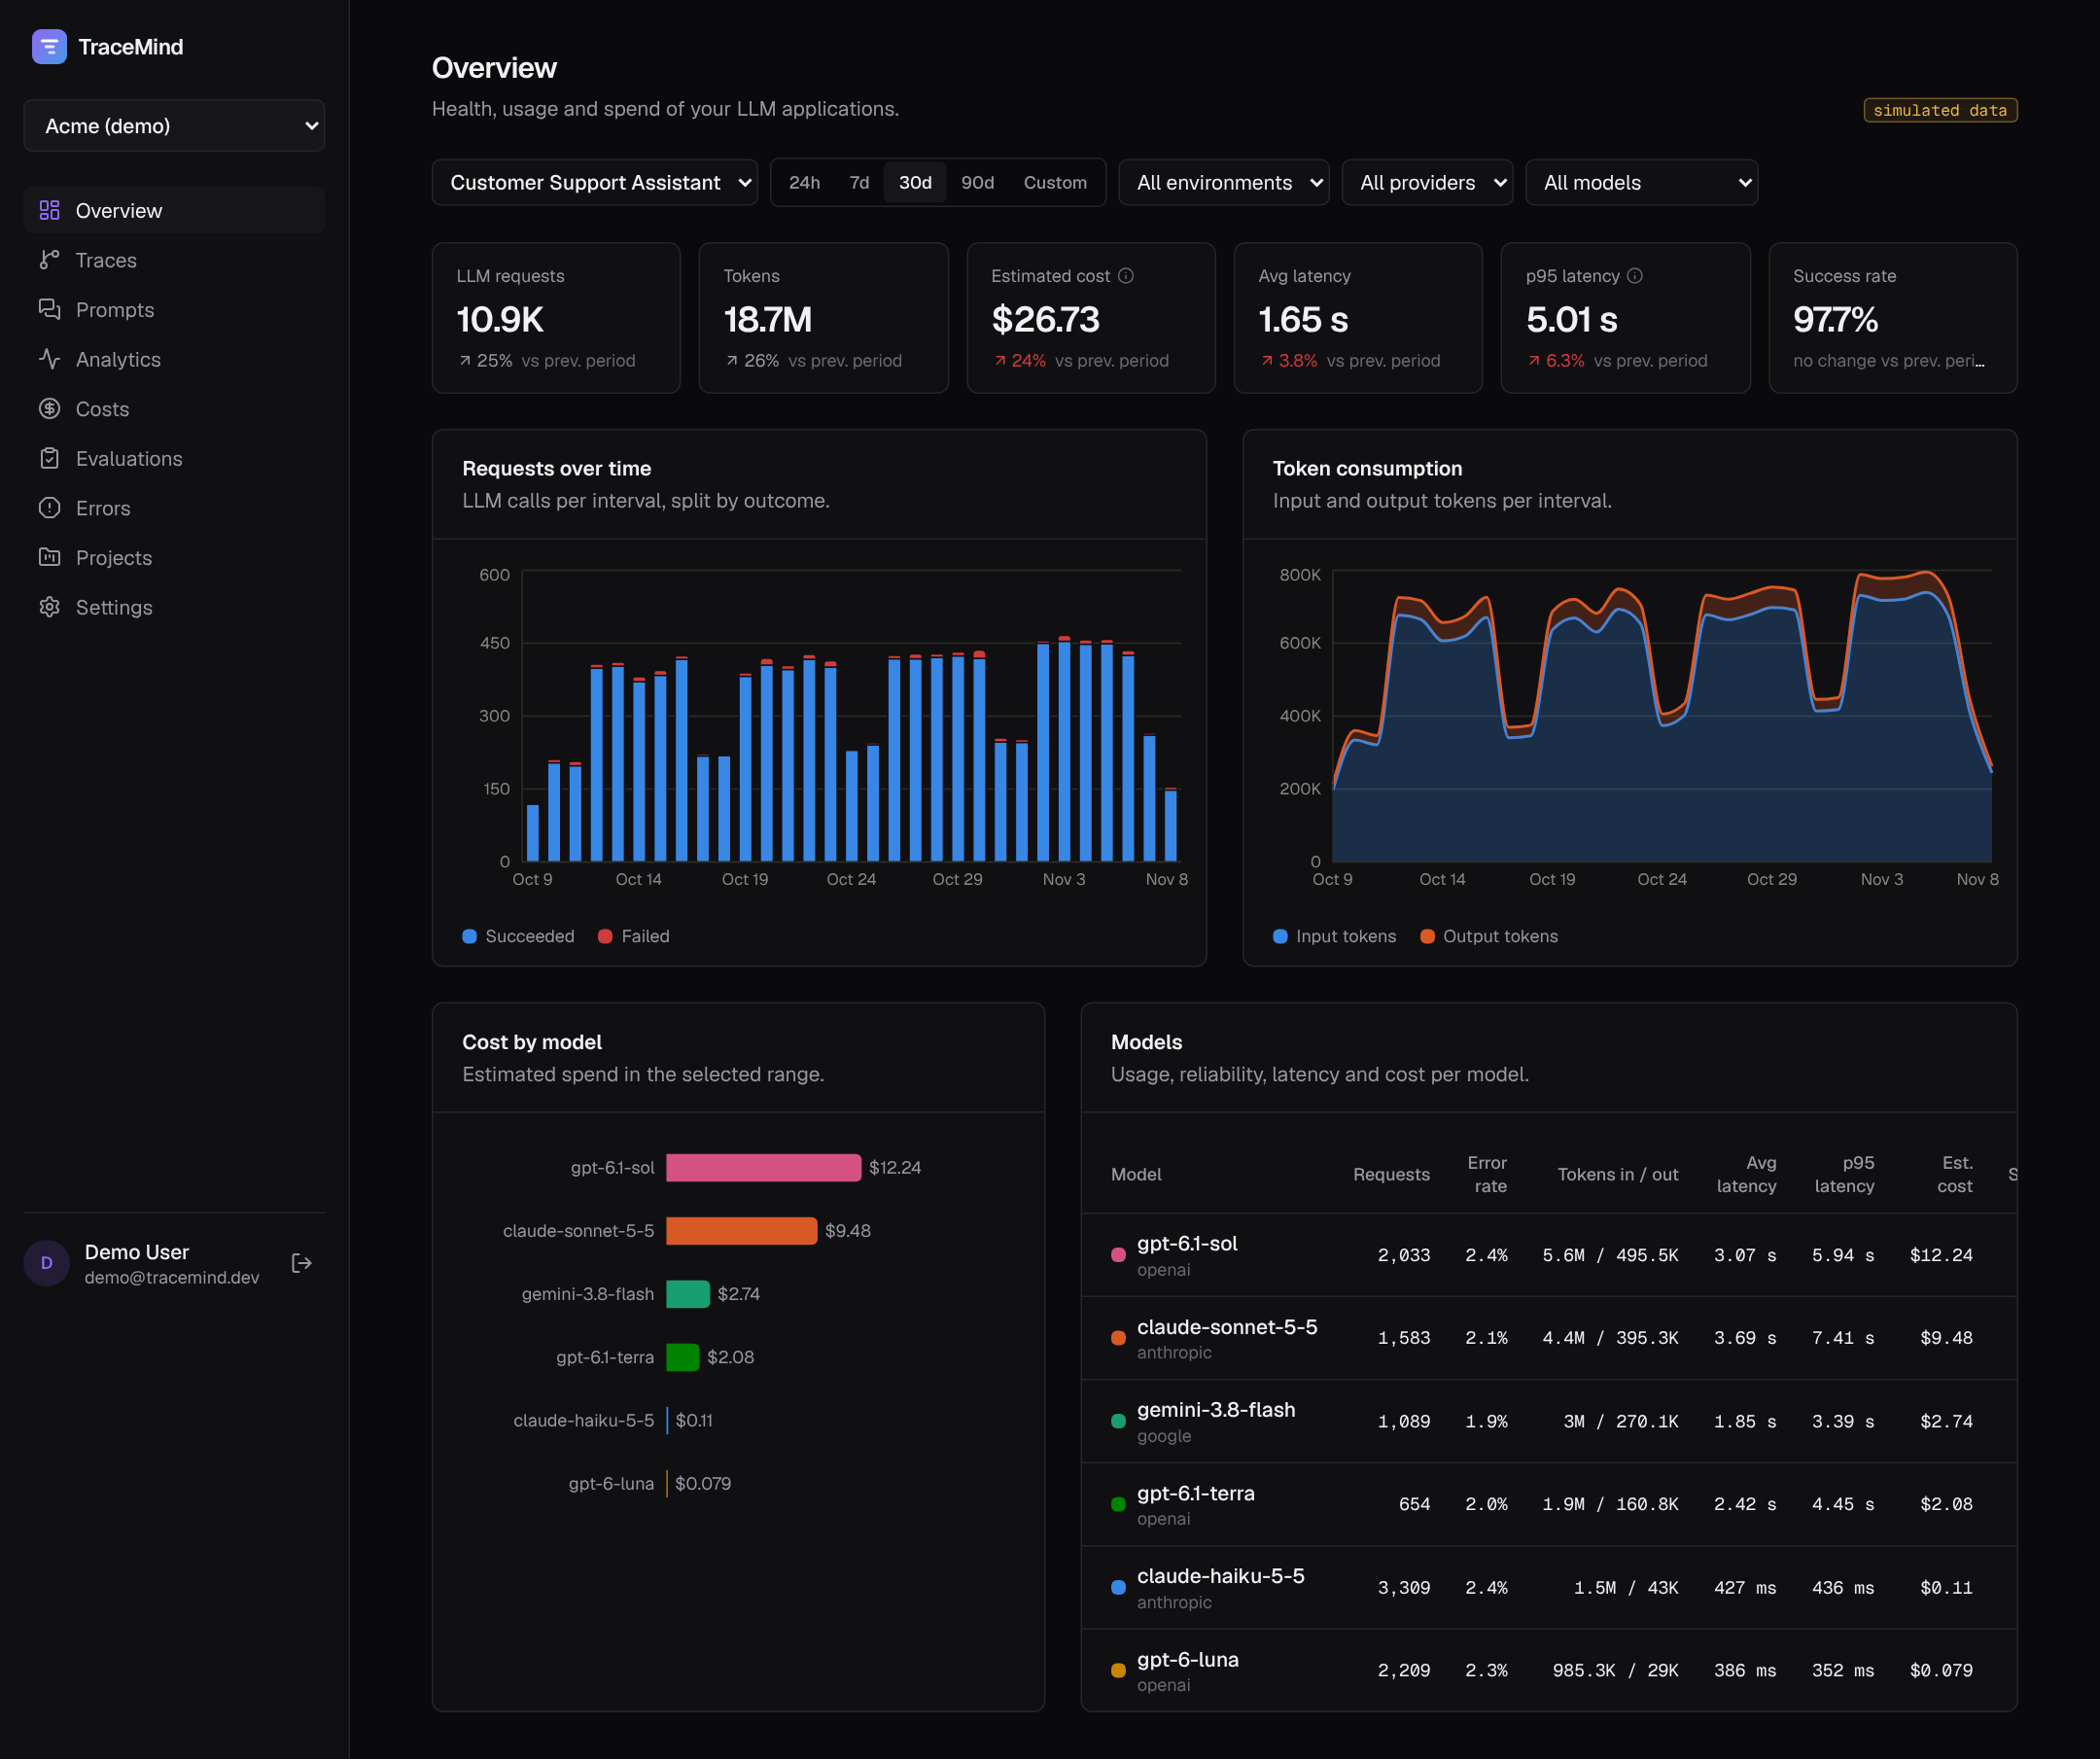 TraceMind
Acme (demo)
Overview
Traces
Prompts
Analytics
Costs
Evaluations
Errors
Projects
Settings
D
Demo User
demo@tracemind.dev
Overview
Health, usage and spend of your LLM applications.
simulated data
Customer Support Assistant
24h 7d 30d 90d Custom
All environments
All providers
All models
LLM requests
10.9K
25% vs prev. period
Tokens
18.7M
26% vs prev. period
Estimated cost
$26.73
24% vs prev. period
Avg latency
1.65 s
3.8% vs prev. period
p95 latency
5.01 s
6.3% vs prev. period
Success rate
97.7%
no change vs prev. peri...
Requests over time
LLM calls per interval, split by outcome.
600
450
300
150
0
Oct 9 Oct 14 Oct 19 Oct 24 Oct 29 Nov 3 Nov 8
Succeeded Failed
Token consumption
Input and output tokens per interval.
800K
600K
400K
200K
0
Oct 9 Oct 14 Oct 19 Oct 24 Oct 29 Nov 3 Nov 8
Input tokens Output tokens
Cost by model
Estimated spend in the selected range.
gpt-6.1-sol $12.24
claude-sonnet-5-5 $9.48
gemini-3.8-flash $2.74
gpt-6.1-terra $2.08
claude-haiku-5-5 $0.11
gpt-6-luna $0.079
Models
Usage, reliability, latency and cost per model.
Model Requests Error rate Tokens in / out Avg latency p95 latency Est. cost S
gpt-6.1-sol 2,033 2.4% 5.6M / 495.5K 3.07 s 5.94 s $12.24
openai
claude-sonnet-5-5 1,583 2.1% 4.4M / 395.3K 3.69 s 7.41 s $9.48
anthropic
gemini-3.8-flash 1,089 1.9% 3M / 270.1K 1.85 s 3.39 s $2.74
google
gpt-6.1-terra 654 2.0% 1.9M / 160.8K 2.42 s 4.45 s $2.08
openai
claude-haiku-5-5 3,309 2.4% 1.5M / 43K 427 ms 436 ms $0.11
anthropic
gpt-6-luna 2,209 2.3% 985.3K / 29K 386 ms 352 ms $0.079
openai